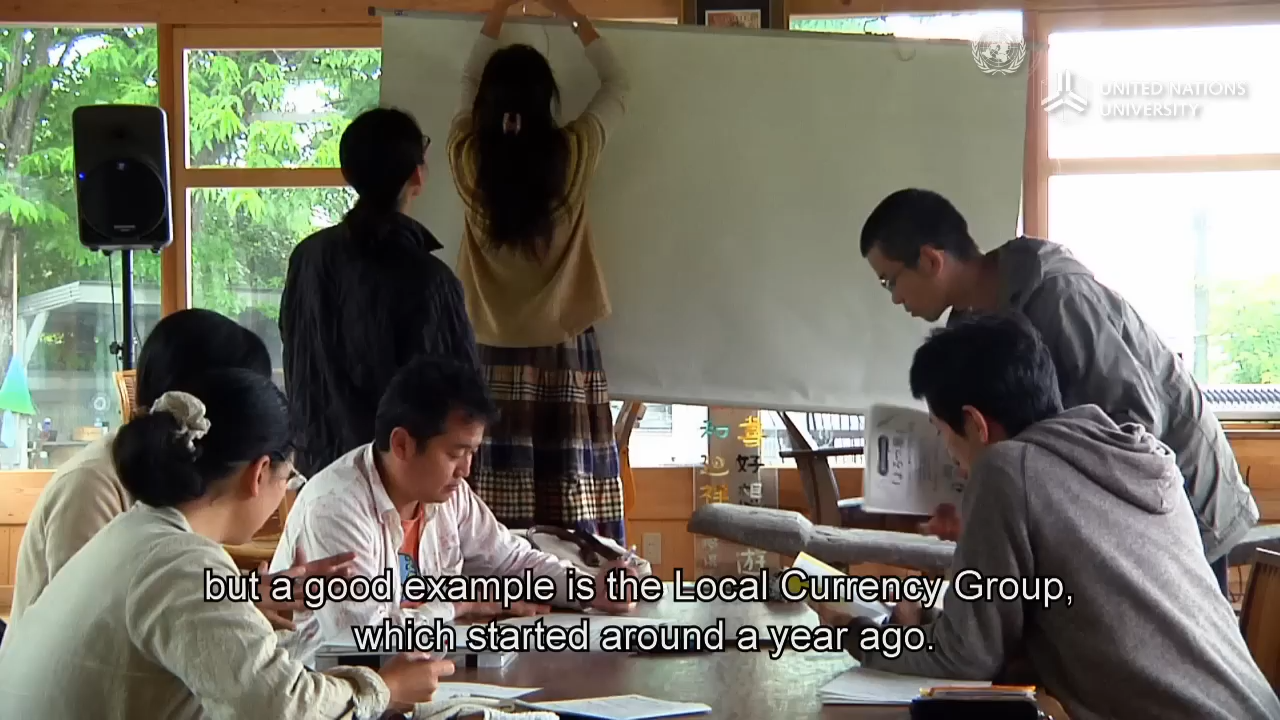 UNITED NATIONS
UNIVERSITY
but a good example is the Local Currency Group,
which started around a year ago.